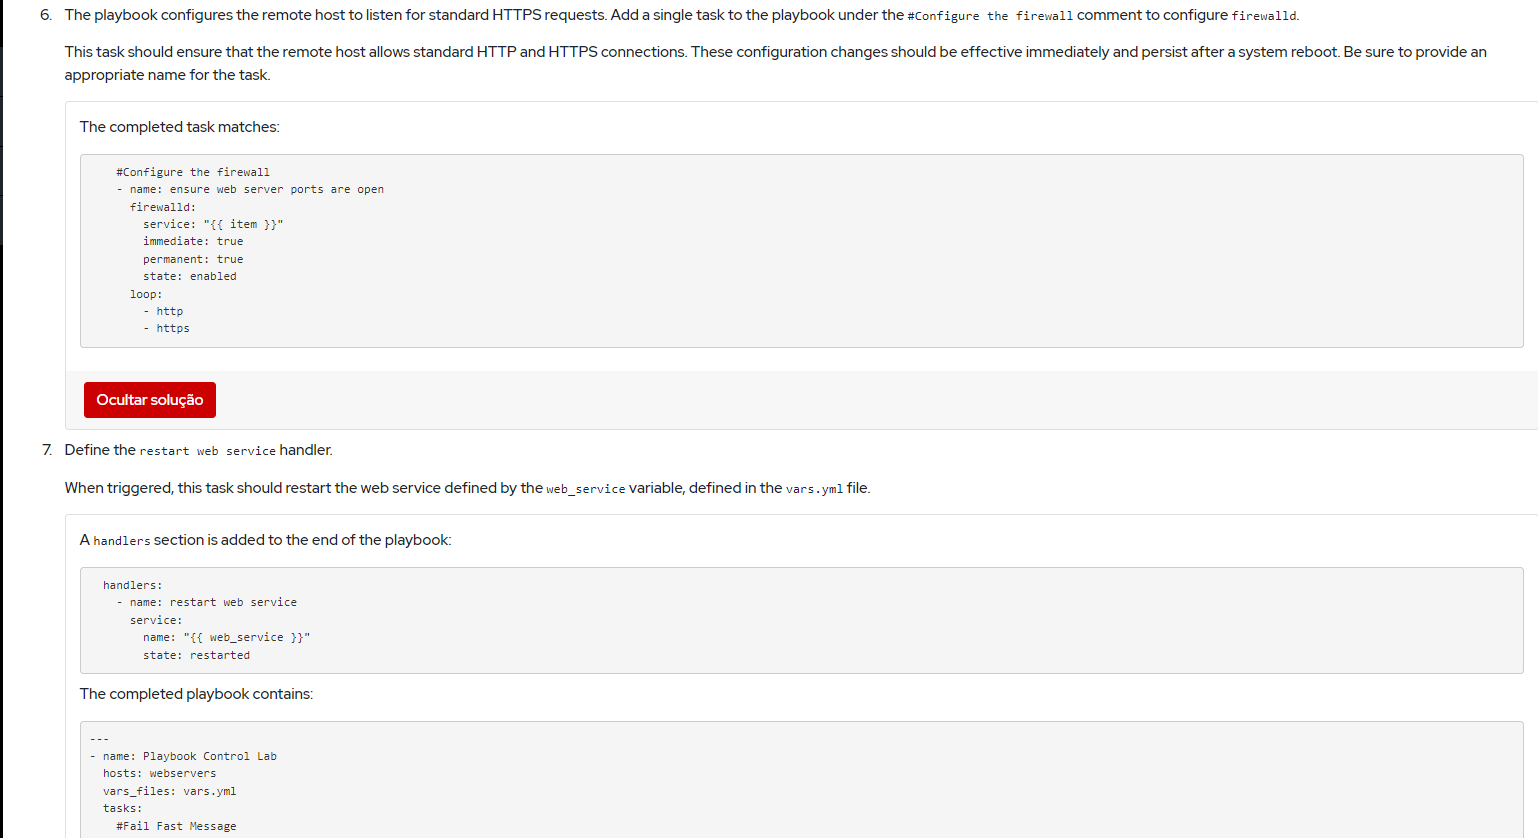 6. The playbook configures the remote host to listen for standard HTTPS requests. Add a single task to the playbook under the #Configure the firewall comment to configure firewalld.
This task should ensure that the remote host allows standard HTTP and HTTPS connections. These configuration changes should be effective immediately and persist after a system reboot. Be sure to provide an
appropriate name for the task.
The completed task matches:
#Configure the firewall
- name: ensure web server ports are open
firewalld:
service: "{{ item }}"
immediate: true
permanent: true
state: enabled
loop:
- http
- https
Ocultar solução
7. Define the restart web service handler.
When triggered, this task should restart the web service defined by the web_service variable, defined in the vars.yml file.
A handlers section is added to the end of the playbook:
handlers:
- name: restart web service
service:
name: "{{ web_service }}"
state: restarted
The completed playbook contains:
---
- name: Playbook Control Lab
hosts: webservers
vars_files: vars.yml
tasks:
#Fail Fast Message